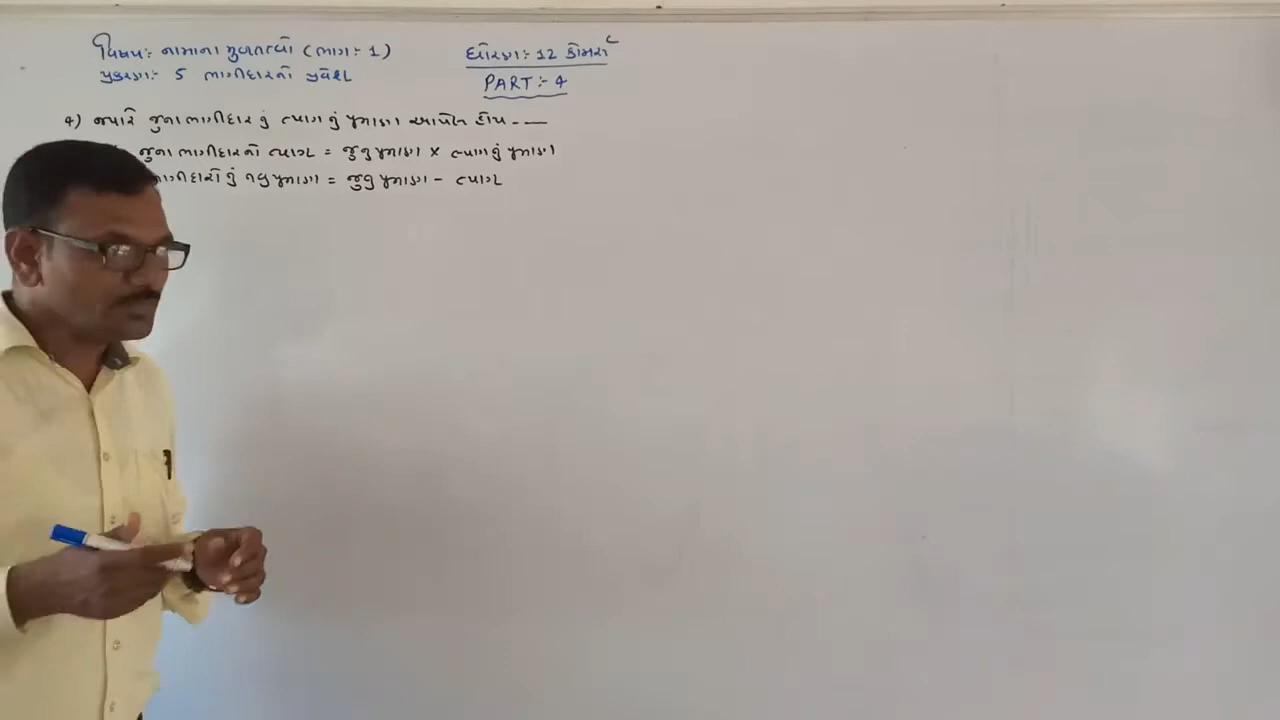 વિષય:- નામાના મુળતત્વો (ભાગ:- 1)
ધોરણ:- 12 કોમર્સ
પ્રકરણ:- 5 ભાગીદારનો પ્રવેશ
PART:- 4
4) જ્યારે જુના ભાગીદારનું ત્યાગનું પ્રમાણ આપેલ હોય ---
જુના ભાગીદારનો ત્યાગ = જુનુ પ્રમાણ × ત્યાગનું પ્રમાણ
ભાગીદારોનું નવુ પ્રમાણ = જુનુ પ્રમાણ - ત્યાગ